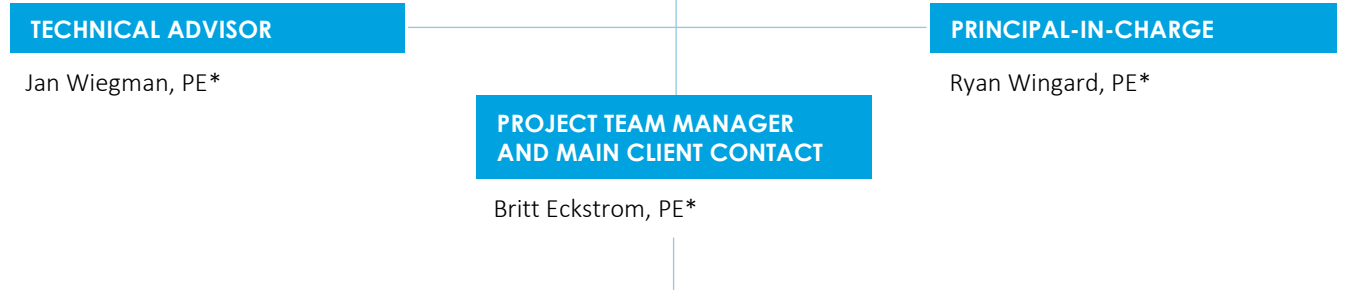 TECHNICAL ADVISOR
Jan Wiegman, PE*
PRINCIPAL-IN-CHARGE
Ryan Wingard, PE*
PROJECT TEAM MANAGER
AND MAIN CLIENT CONTACT
Britt Eckstrom, PE*